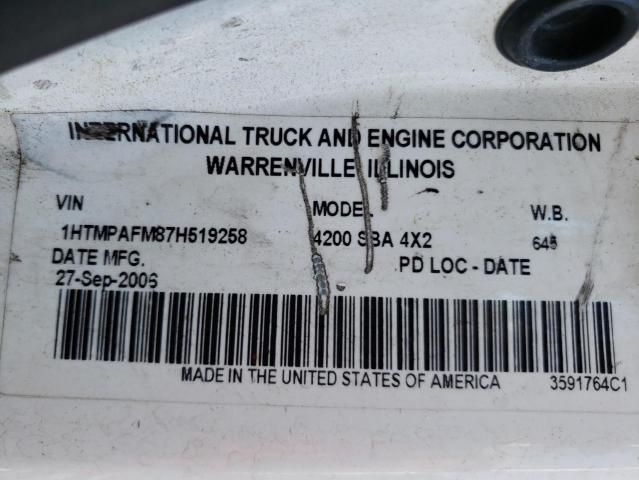 INTERNATIONAL TRUCK AND ENGINE CORPORATION
WARRENVILLE, ILLINOIS
VIN MODEL W.B.
1HTMPAFM87H519258 4200 SBA 4X2 645
DATE MFG. PD LOC - DATE
27-Sep-2006
MADE IN THE UNITED STATES OF AMERICA 3591764C1